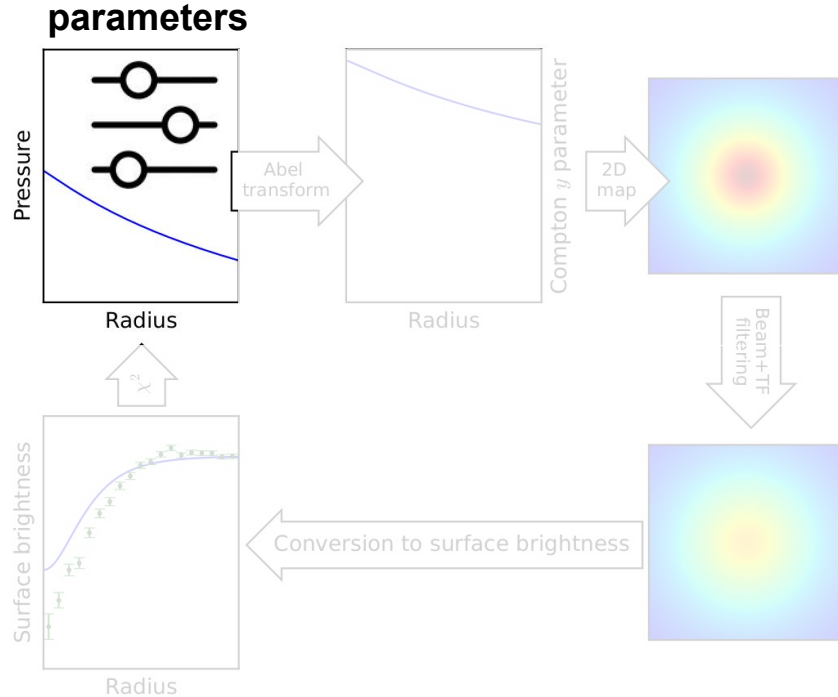 parameters
Pressure
Radius
Abel
transform
Compton y parameter
Radius
2D
map
Beam+TF
filtering
χ²
Surface brightness
Radius
Conversion to surface brightness